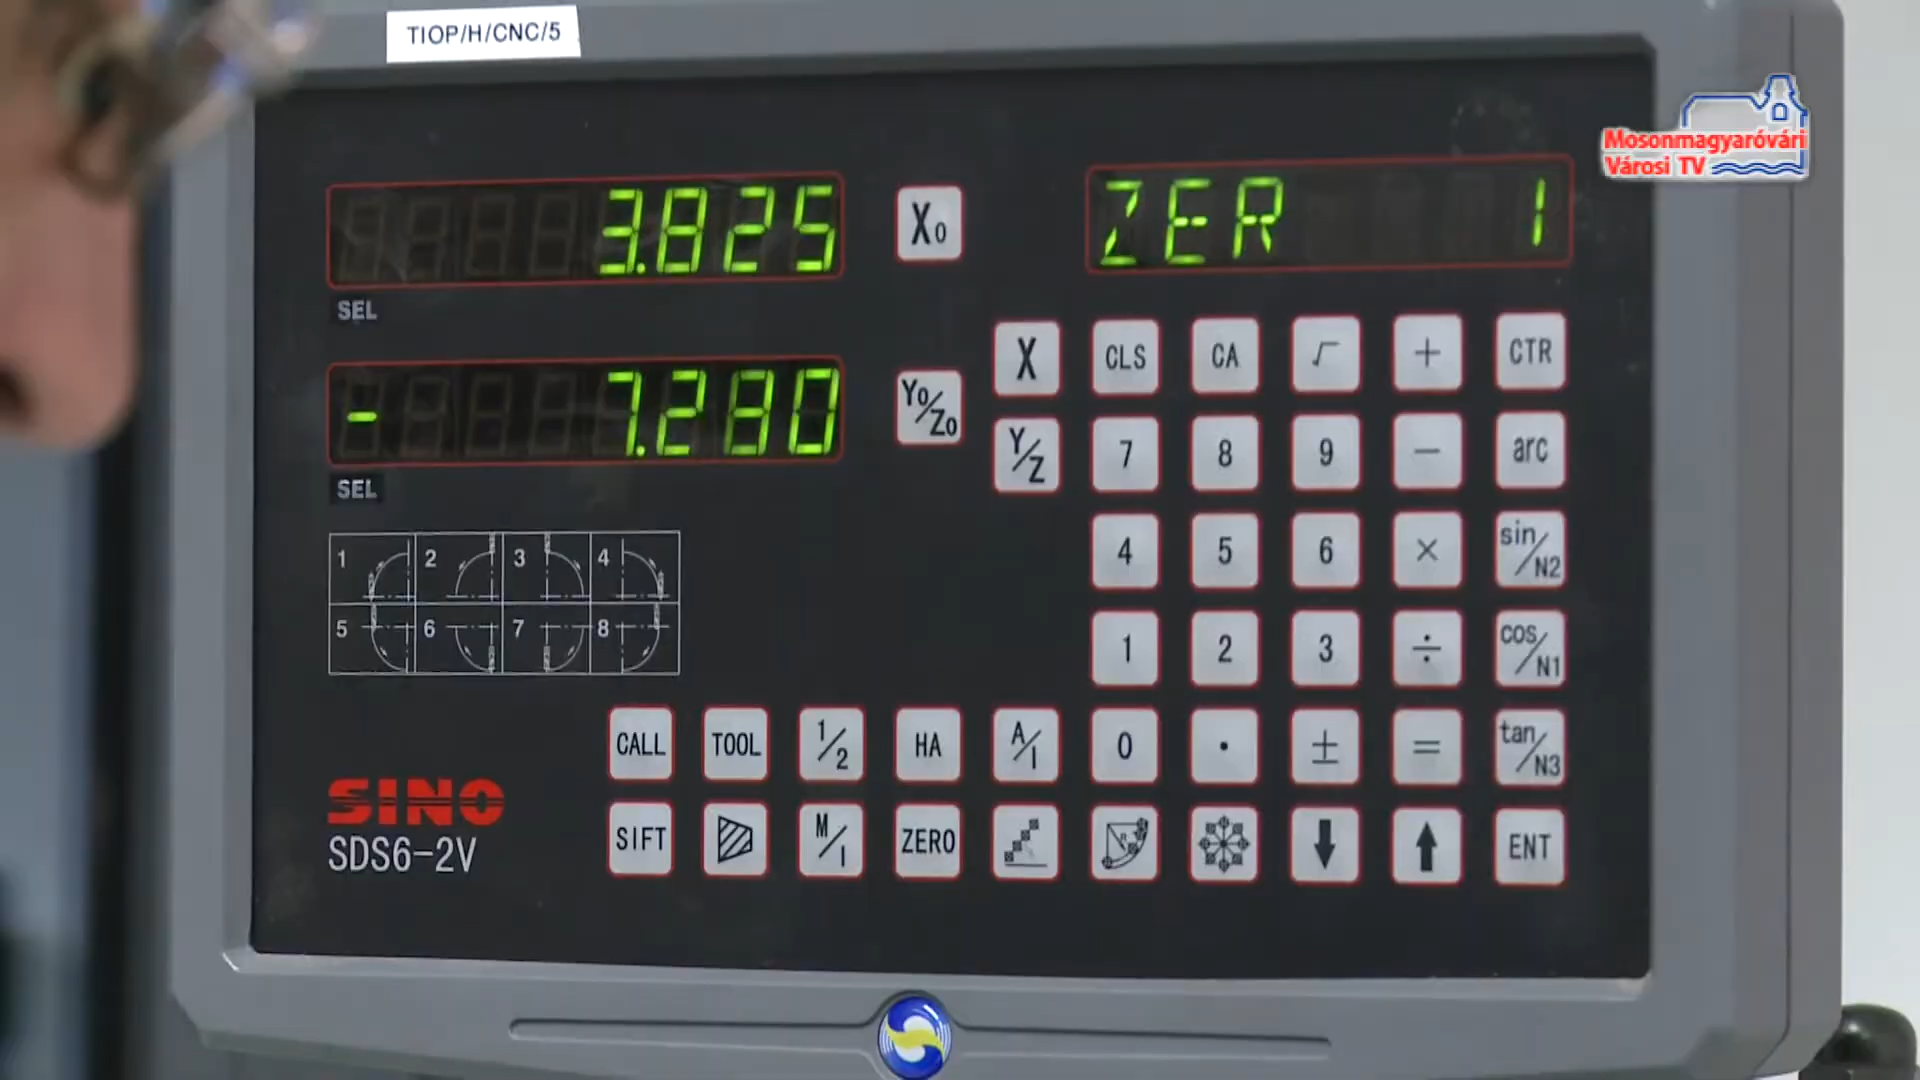 TIOP/H/CNC/5
Mosonmagyaróvári
Városi TV
3.825
X0
ZER 1
SEL
- 7.280
Y0/Z0
SEL
X CLS CA √ + CTR
Y/Z 7 8 9 - arc
4 5 6 × sin/N2
1 2 3 ÷ cos/N1
1 2 3 4
5 6 7 8
CALL TOOL 1/2 HA A/I 0 . ± = tan/N3
SINO
SDS6-2V
SIFT M/I ZERO ENT